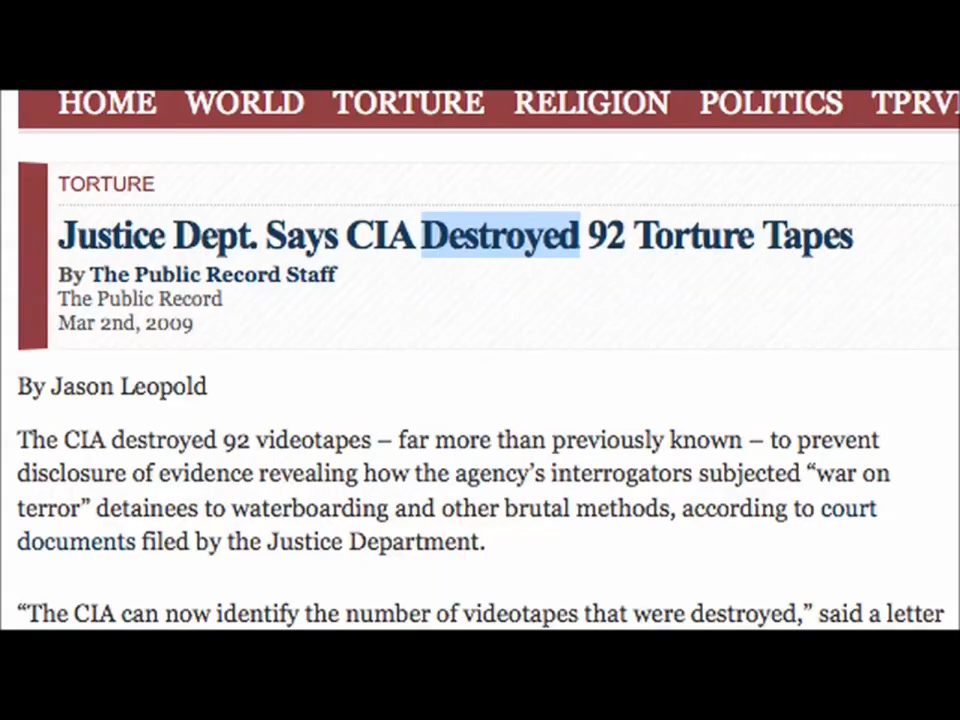 HOME WORLD TORTURE RELIGION POLITICS
TORTURE
Justice Dept. Says CIA Destroyed 92 Torture Tapes
By The Public Record Staff
The Public Record
Mar 2nd, 2009
By Jason Leopold
The CIA destroyed 92 videotapes – far more than previously known – to prevent
disclosure of evidence revealing how the agency’s interrogators subjected “war on
terror” detainees to waterboarding and other brutal methods, according to court
documents filed by the Justice Department.
“The CIA can now identify the number of videotapes that were destroyed,” said a letter